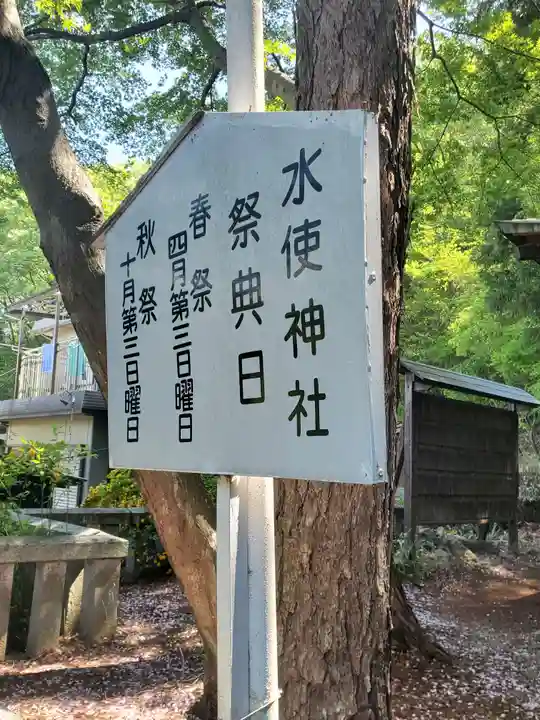 水使神社
祭典日
春祭
四月第三日曜日
秋祭
十月第三日曜日